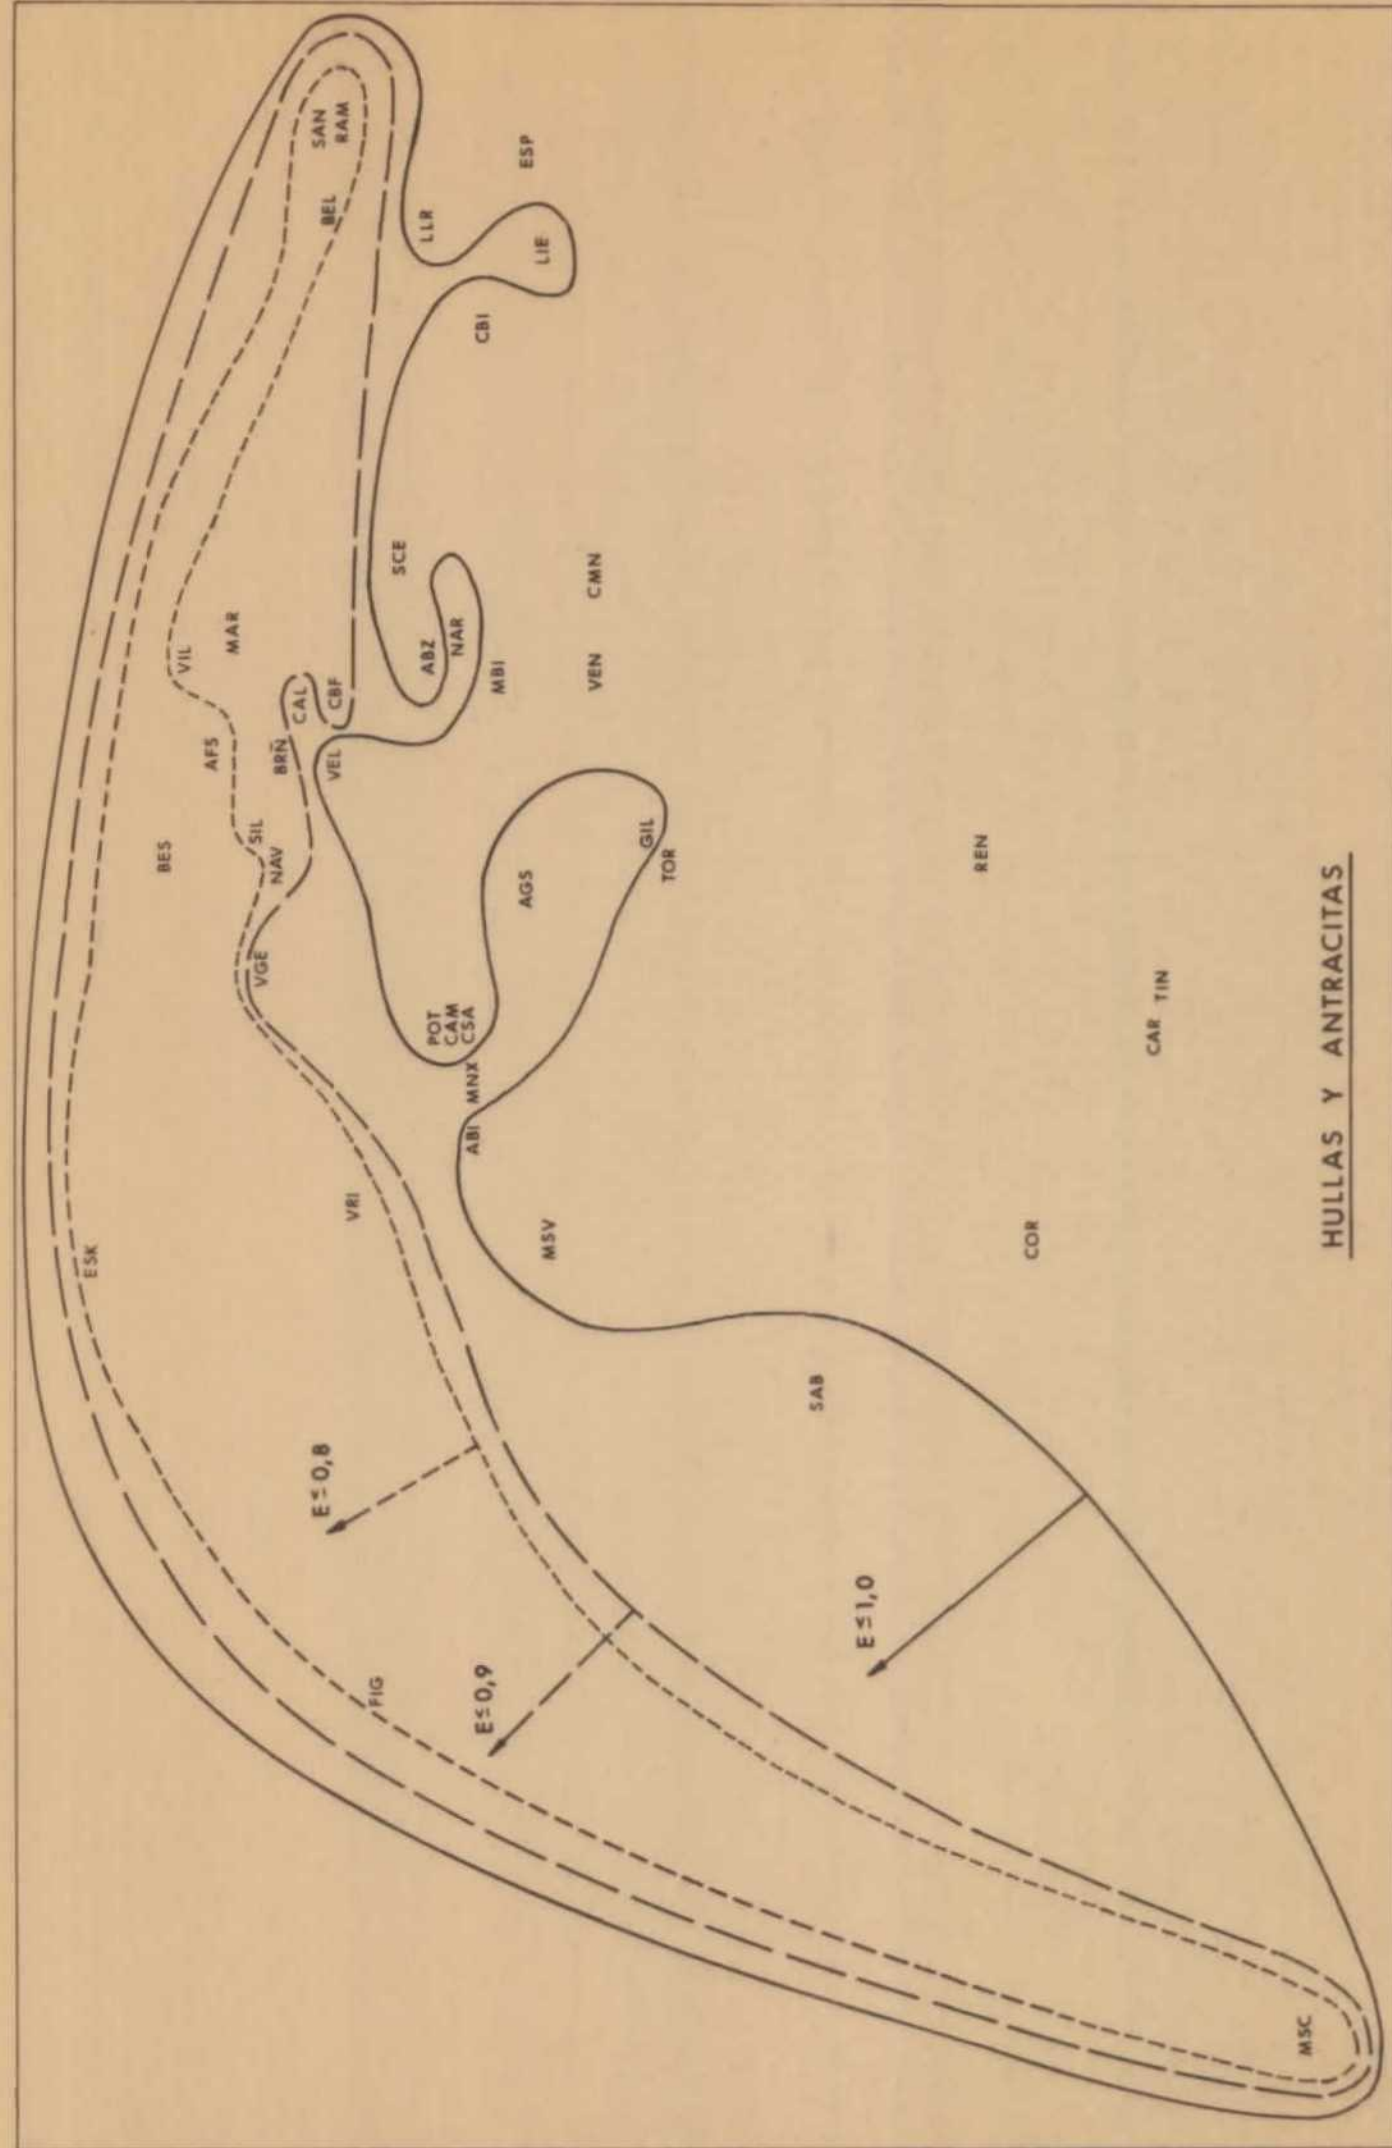 ESK
BES
VIL
AFS
MAR
SIL
VGE
NAV
BRÑ
CAL
SAN
E≤0,8
BEL
VEL
CBF
RAM
VRI
FIG
SCE
LLR
ABZ
POT
CAM
NAR
CSA
ABI
MNX
CBI
E≤0,9
MBI
AGS
ESP
LIE
MSV
VEN
CMN
GIL
TOR
SAB
E≤1,0
REN
COR
CAR
TIN
MSC
HULLAS Y ANTRACITAS